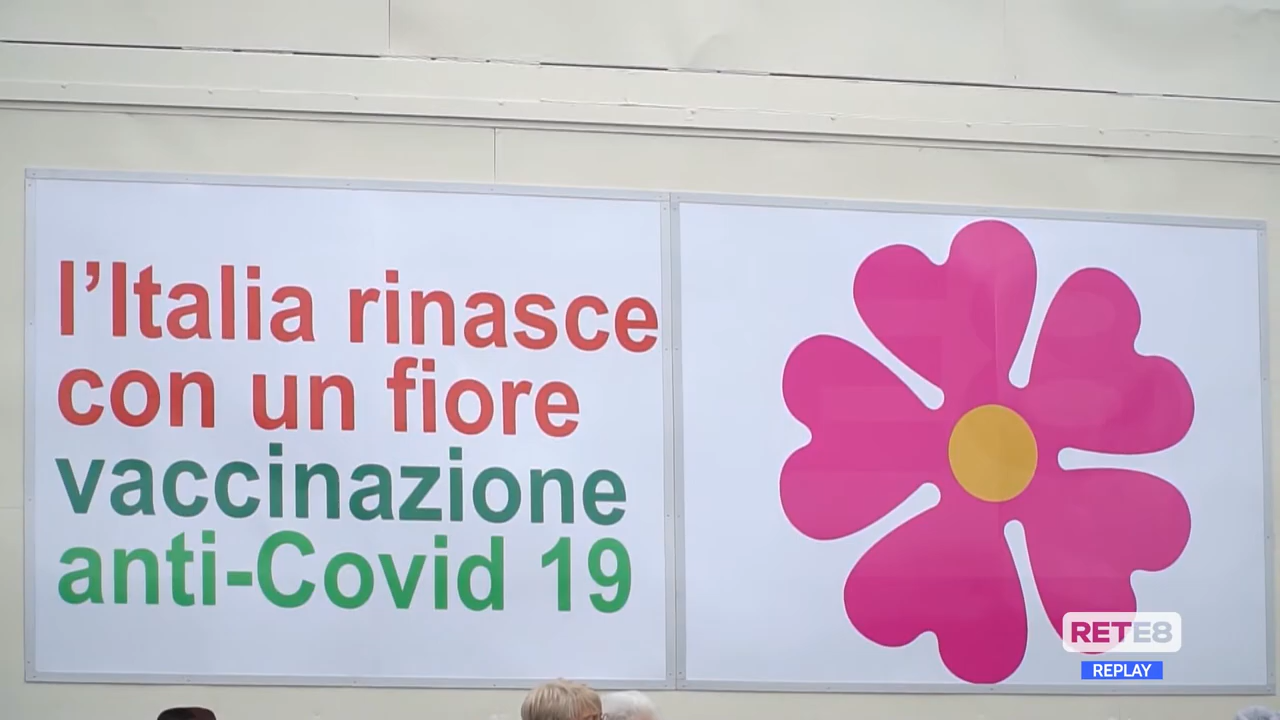 l'Italia rinasce
con un fiore
vaccinazione
anti-Covid 19
RETE8
REPLAY